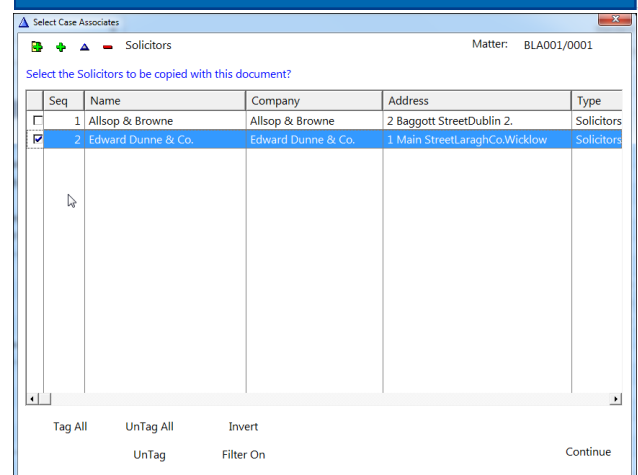 Select Case Associates
Solicitors Matter: BLA001/0001
Select the Solicitors to be copied with this document?
Seq Name Company Address Type
1 Allsop & Browne Allsop & Browne 2 Baggott StreetDublin 2. Solicitors
2 Edward Dunne & Co. Edward Dunne & Co. 1 Main StreetLaraghCo.Wicklow Solicitors
Tag All UnTag All Invert
UnTag Filter On Continue